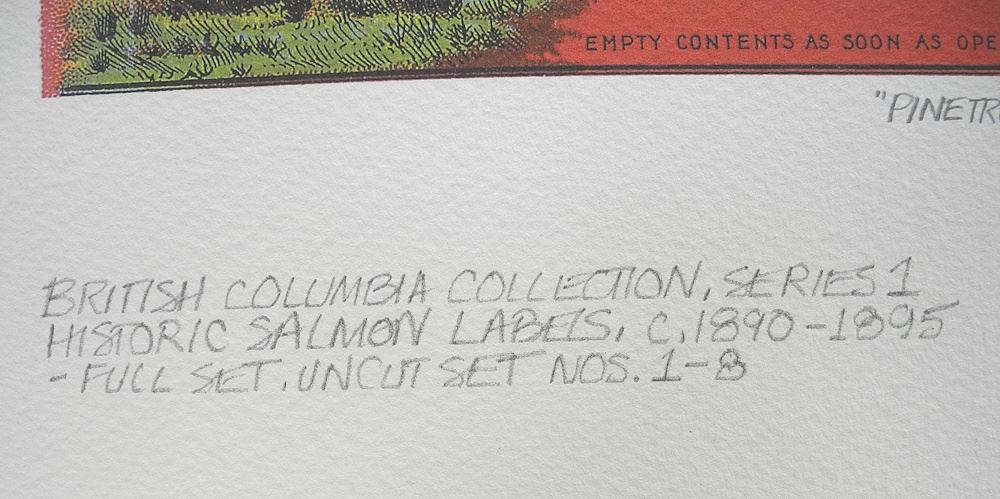 EMPTY CONTENTS AS SOON AS OPE
"PINETR
BRITISH COLUMBIA COLLECTION, SERIES 1
HISTORIC SALMON LABELS, C.1890-1895
- FULL SET. UNCUT SET NOS. 1-8